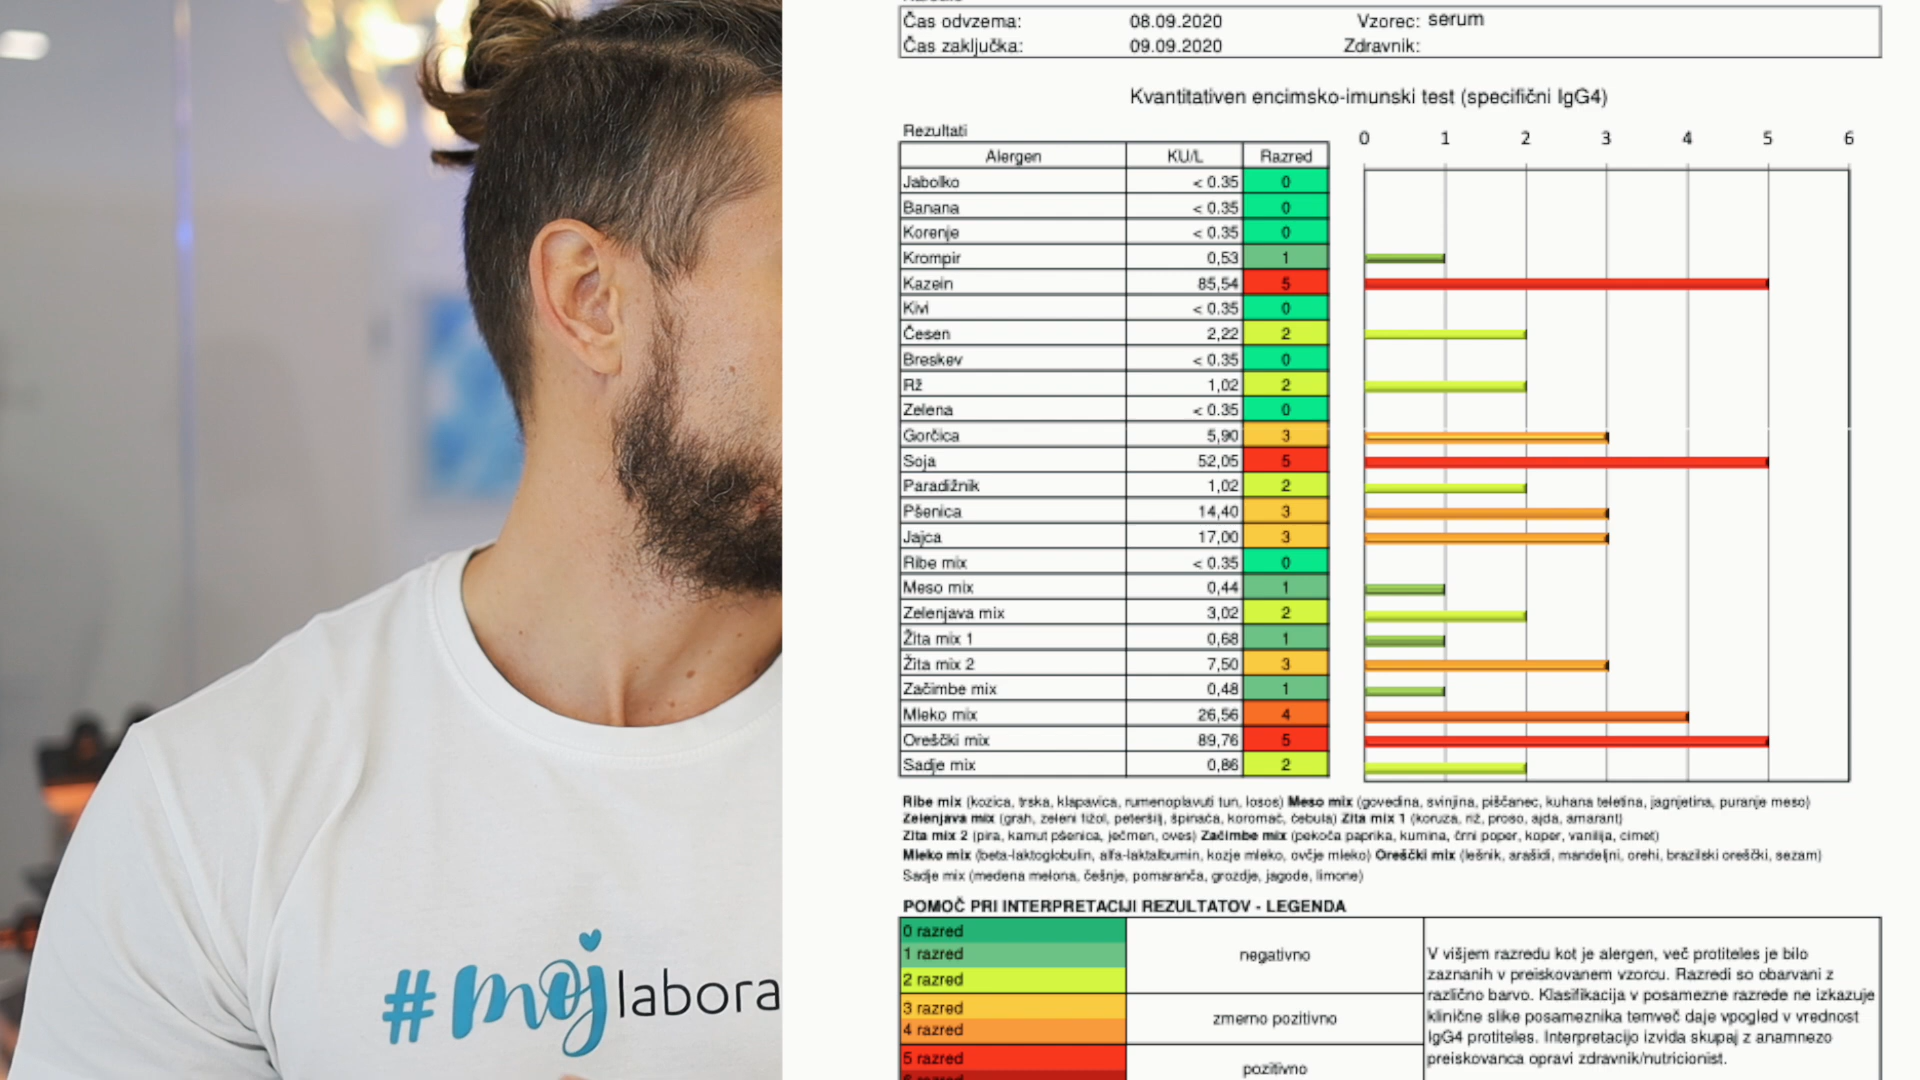 #mojlabora
Čas odvzema: 08.09.2020 Vzorec: serum
Čas zaključka: 09.09.2020 Zdravnik:
Kvantitativen encimsko-imunski test (specifični IgG4)
Rezultati
Alergen KU/L Razred 0 1 2 3 4 5 6
Jabolko < 0.35 0
Banana < 0.35 0
Korenje < 0.35 0
Krompir 0,53 1
Kazein 85,54 5
Kivi < 0.35 0
Česen 2,22 2
Breskev < 0.35 0
Rž 1,02 2
Zelena < 0.35 0
Gorčica 5,90 3
Soja 52,05 5
Paradižnik 1,02 2
Pšenica 14,40 3
Jajca 17,00 3
Ribe mix < 0.35 0
Meso mix 0,44 1
Zelenjava mix 3,02 2
Žita mix 1 0,68 1
Žita mix 2 7,50 3
Začimbe mix 0,48 1
Mleko mix 26,56 4
Oreščki mix 89,76 5
Sadje mix 0,86 2
Ribe mix (kozica, trska, klapavica, rumenoplavuti tun, losos) Meso mix (govedina, svinjina, piščanec, kuhana teletina, jagnjetina, puranje meso)
Zelenjava mix (grah, zeleni fižol, peteršilj, špinača, koromač, čebula) Žita mix 1 (koruza, riž, proso, ajda, amarant)
Žita mix 2 (pira, kamut pšenica, ječmen, oves) Začimbe mix (pekoča paprika, kumina, črni poper, koper, vanilija, cimet)
Mleko mix (beta-laktoglobulin, alfa-laktalbumin, kozje mleko, ovčje mleko) Oreščki mix (lešnik, arašidi, mandeljni, orehi, brazilski oreščki, sezam)
Sadje mix (medena melona, češnje, pomaranča, grozdje, jagode, limone)
POMOČ PRI INTERPRETACIJI REZULTATOV - LEGENDA
0 razred
1 razred negativno
2 razred
3 razred zmerno pozitivno
4 razred
5 razred pozitivno
V višjem razredu kot je alergen, več protiteles je bilo
zaznanih v preiskovanem vzorcu. Razredi so obarvani z
različno barvo. Klasifikacija v posamezne razrede ne izkazuje
klinične slike posameznika temveč daje vpogled v vrednost
IgG4 protiteles. Interpretacijo izvida skupaj z anamnezo
preiskovanca opravi zdravnik/nutricionist.